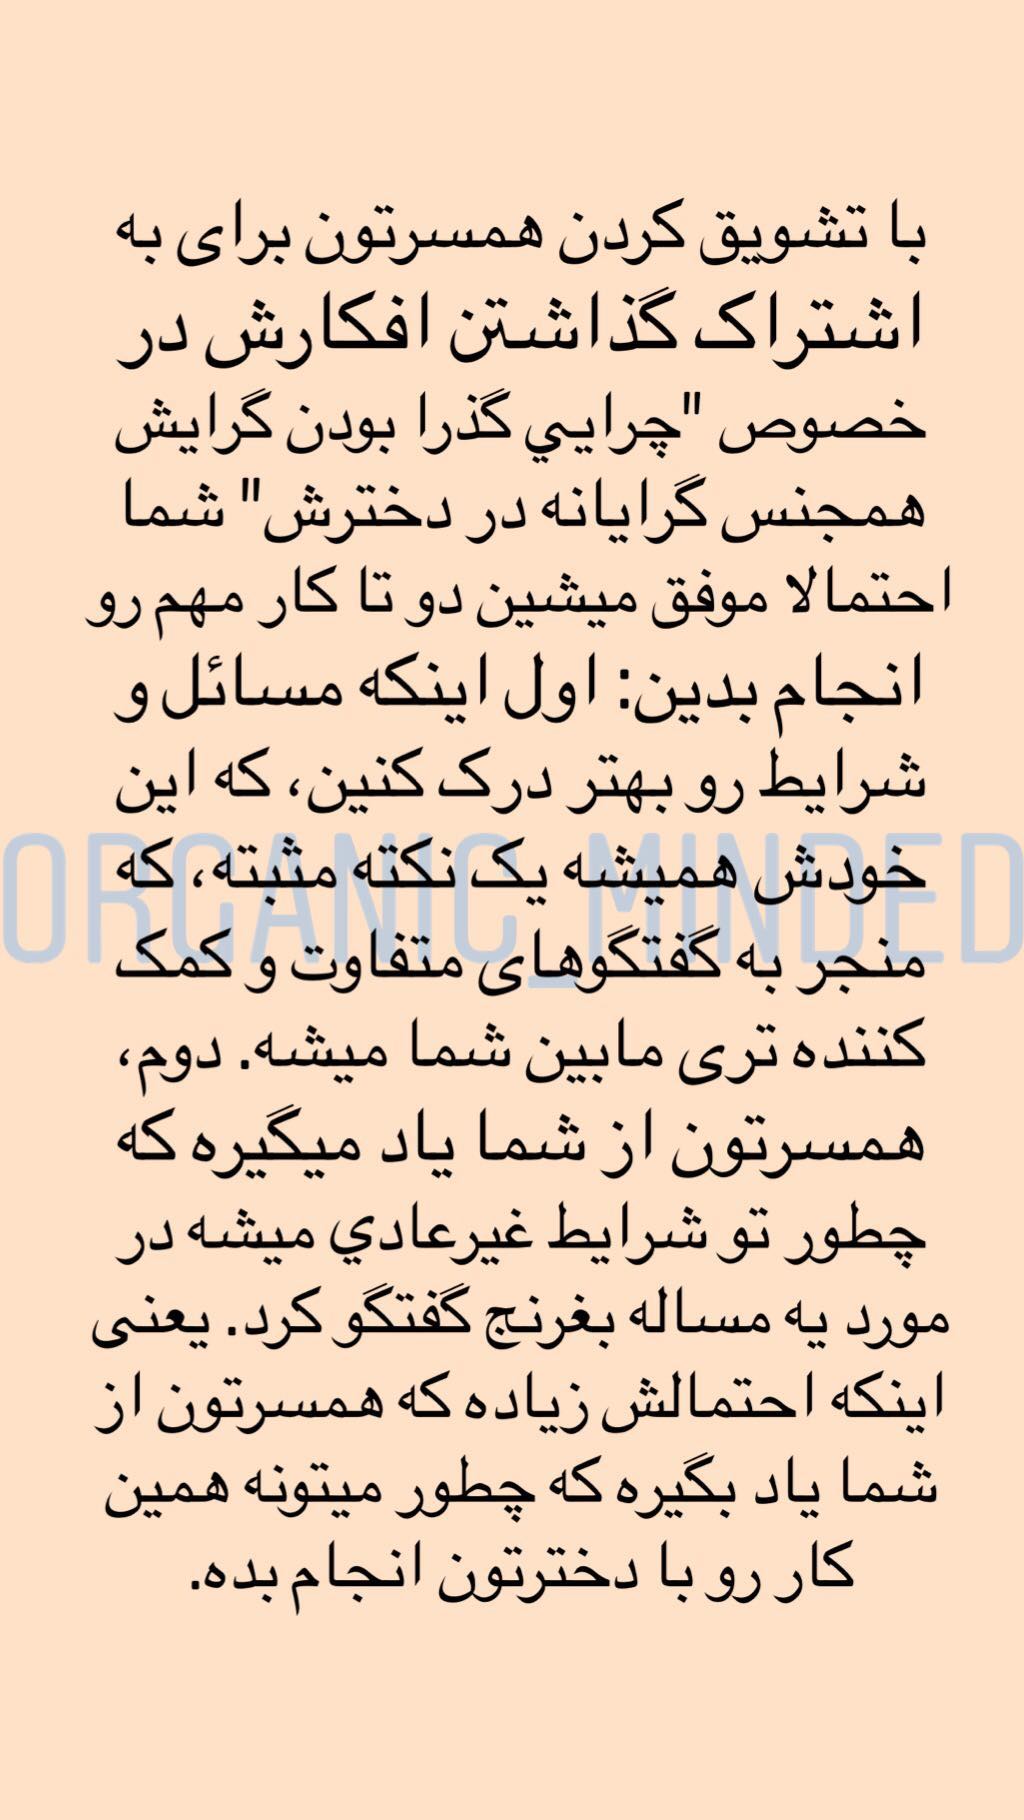 با تشویق کردن همسرتون برای به
اشتراک گذاشتن افکارش در
خصوص "چرايي گذرا بودن گرایش
همجنس گرایانه در دخترش" شما
احتمالا موفق میشین دو تا کار مهم رو
انجام بدین: اول اینکه مسائل و
شرایط رو بهتر درک کنین، که این
خودش همیشه یک نکته مثبته، که
ORGANIC_MINDED
منجر به گفتگوهای متفاوت و کمک
کننده تری مابین شما میشه. دوم،
همسرتون از شما یاد میگیره که
چطور تو شرایط غیرعادي میشه در
مورد یه مساله بغرنج گفتگو کرد. یعنی
اینکه احتمالش زیاده که همسرتون از
شما یاد بگیره که چطور میتونه همین
کار رو با دخترتون انجام بده.